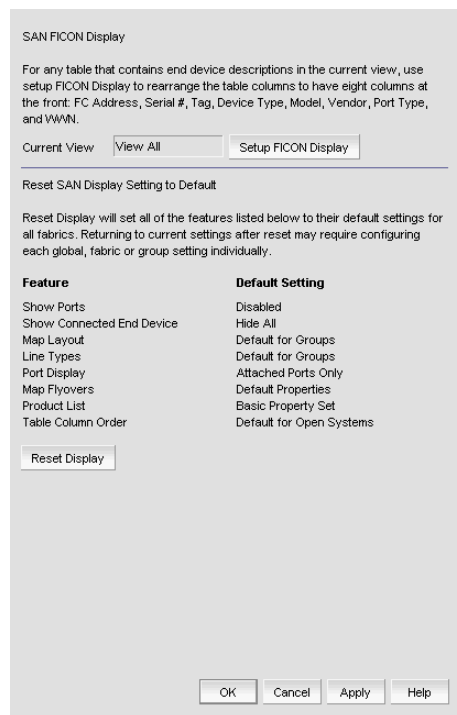 SAN FICON Display
For any table that contains end device descriptions in the current view, use
setup FICON Display to rearrange the table columns to have eight columns at
the front: FC Address, Serial #, Tag, Device Type, Model, Vendor, Port Type,
and WWN.
Current View View All Setup FICON Display
Reset SAN Display Setting to Default
Reset Display will set all of the features listed below to their default settings for
all fabrics. Returning to current settings after reset may require configuring
each global, fabric or group setting individually.
Feature Default Setting
Show Ports Disabled
Show Connected End Device Hide All
Map Layout Default for Groups
Line Types Default for Groups
Port Display Attached Ports Only
Map Flyovers Default Properties
Product List Basic Property Set
Table Column Order Default for Open Systems
Reset Display
OK Cancel Apply Help